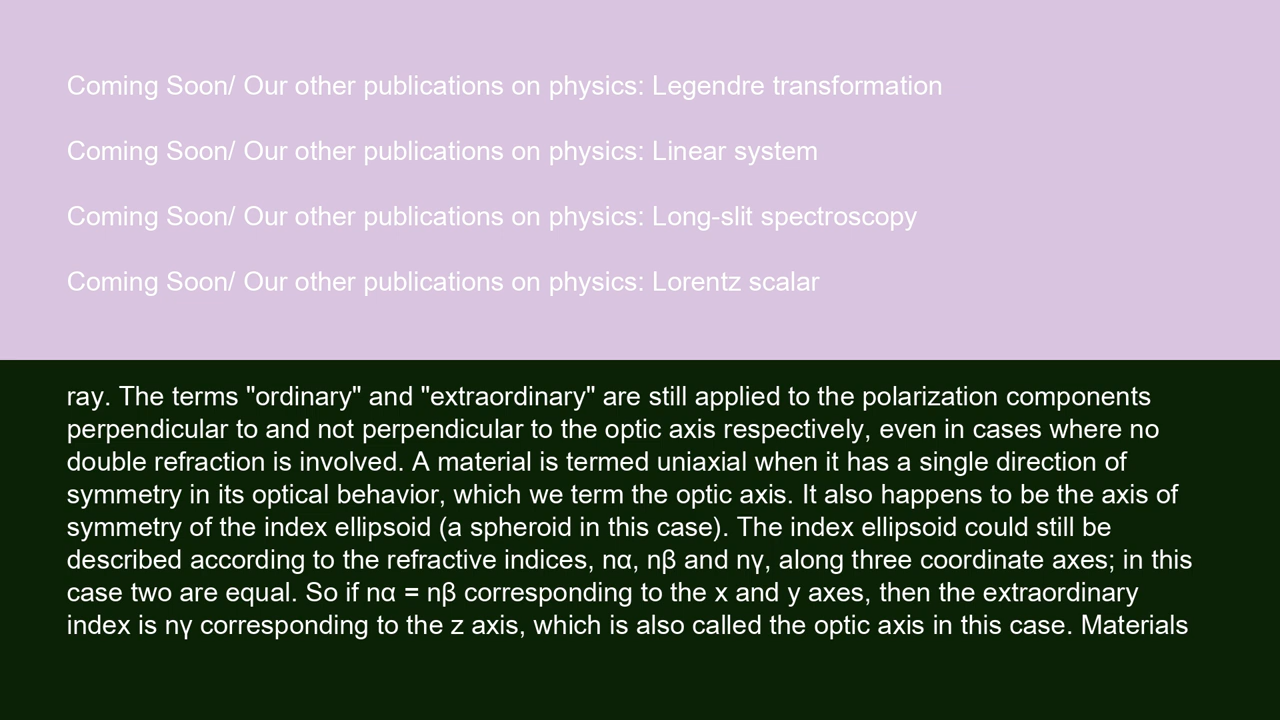 Coming Soon/ Our other publications on physics: Legendre transformation
Coming Soon/ Our other publications on physics: Linear system
Coming Soon/ Our other publications on physics: Long-slit spectroscopy
Coming Soon/ Our other publications on physics: Lorentz scalar
ray. The terms "ordinary" and "extraordinary" are still applied to the polarization components
perpendicular to and not perpendicular to the optic axis respectively, even in cases where no
double refraction is involved. A material is termed uniaxial when it has a single direction of
symmetry in its optical behavior, which we term the optic axis. It also happens to be the axis of
symmetry of the index ellipsoid (a spheroid in this case). The index ellipsoid could still be
described according to the refractive indices, nα, nβ and nγ, along three coordinate axes; in this
case two are equal. So if nα = nβ corresponding to the x and y axes, then the extraordinary
index is nγ corresponding to the z axis, which is also called the optic axis in this case. Materials